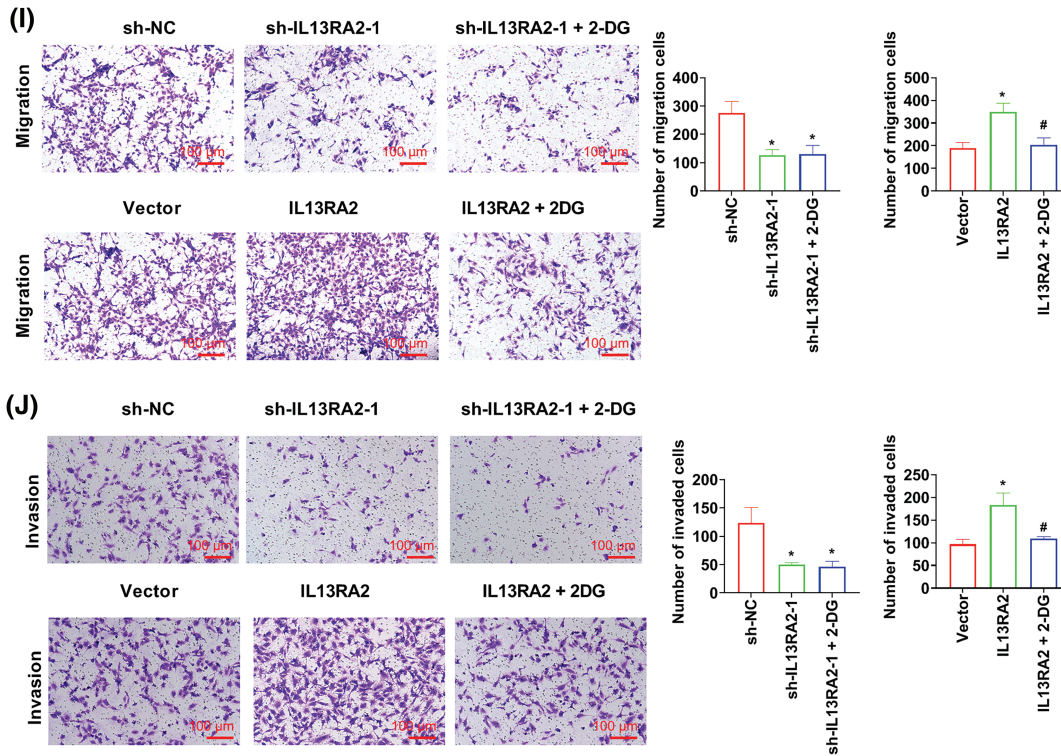 (I)
sh-NC
sh-IL13RA2-1
sh-IL13RA2-1 + 2-DG
Migration
100 µm
100 µm
100 µm
Vector
IL13RA2
IL13RA2 + 2DG
Migration
100 µm
100 µm
100 µm
Number of migration cells
400
300
200
100
0
*
*
sh-NC
sh-IL13RA2-1
sh-IL13RA2-1 + 2-DG
Number of migration cells
500
400
300
200
100
0
*
#
Vector
IL13RA2
IL13RA2 + 2-DG
(J)
sh-NC
sh-IL13RA2-1
sh-IL13RA2-1 + 2-DG
Invasion
100 µm
100 µm
100 µm
Vector
IL13RA2
IL13RA2 + 2DG
Invasion
100 µm
100 µm
100 µm
Number of invaded cells
200
150
100
50
0
*
*
sh-NC
sh-IL13RA2-1
sh-IL13RA2-1 + 2-DG
Number of invaded cells
250
200
150
100
50
0
*
#
Vector
IL13RA2
IL13RA2 + 2-DG